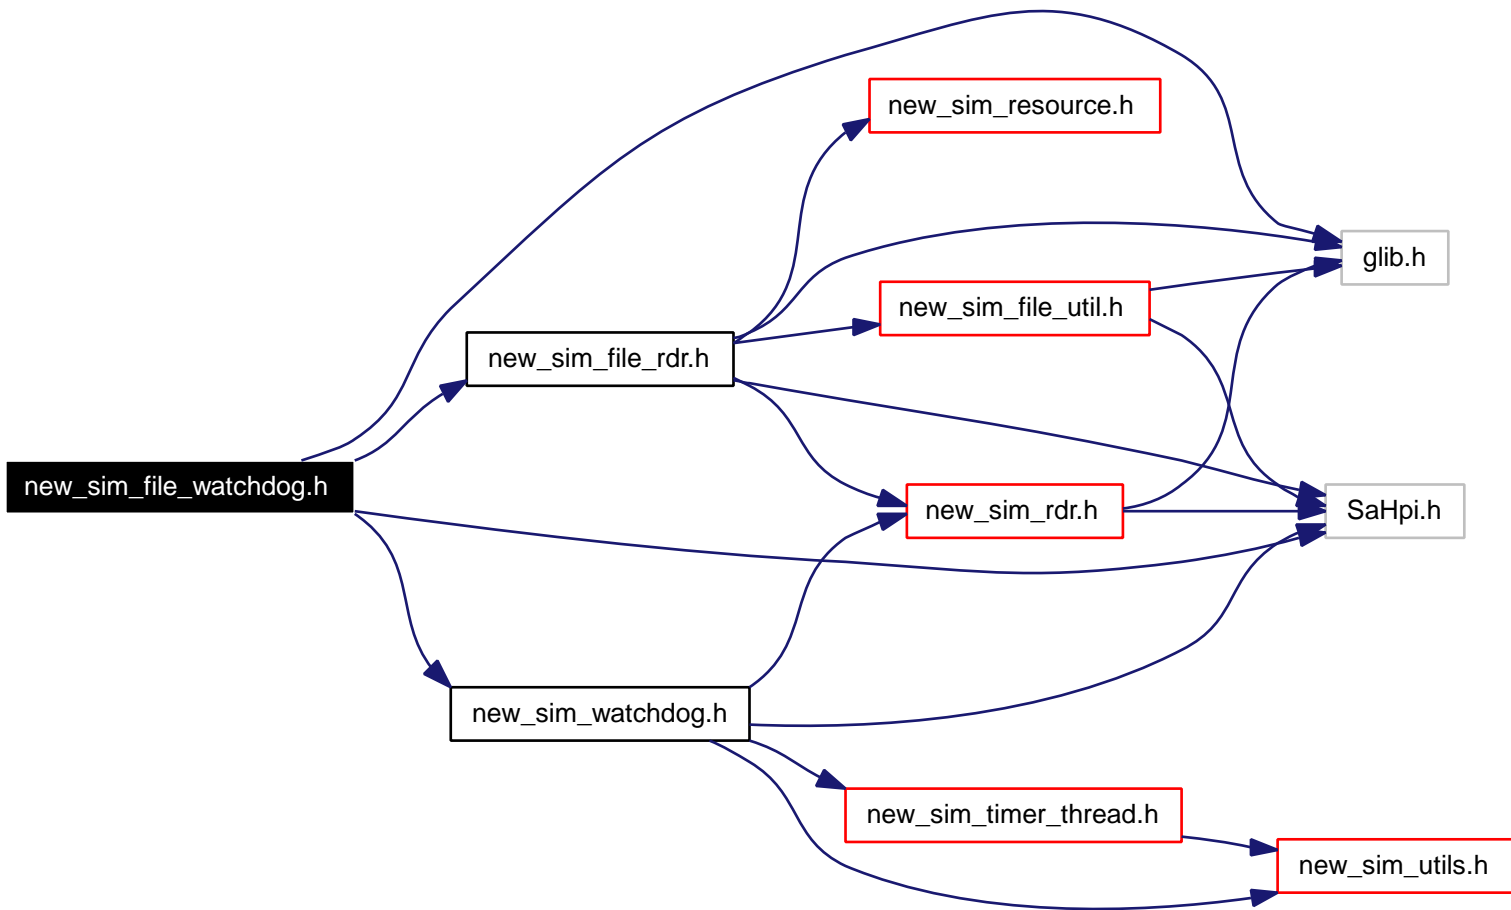 new_sim_resource.h
glib.h
new_sim_file_util.h
new_sim_file_rdr.h
new_sim_file_watchdog.h
new_sim_rdr.h
SaHpi.h
new_sim_watchdog.h
new_sim_timer_thread.h
new_sim_utils.h